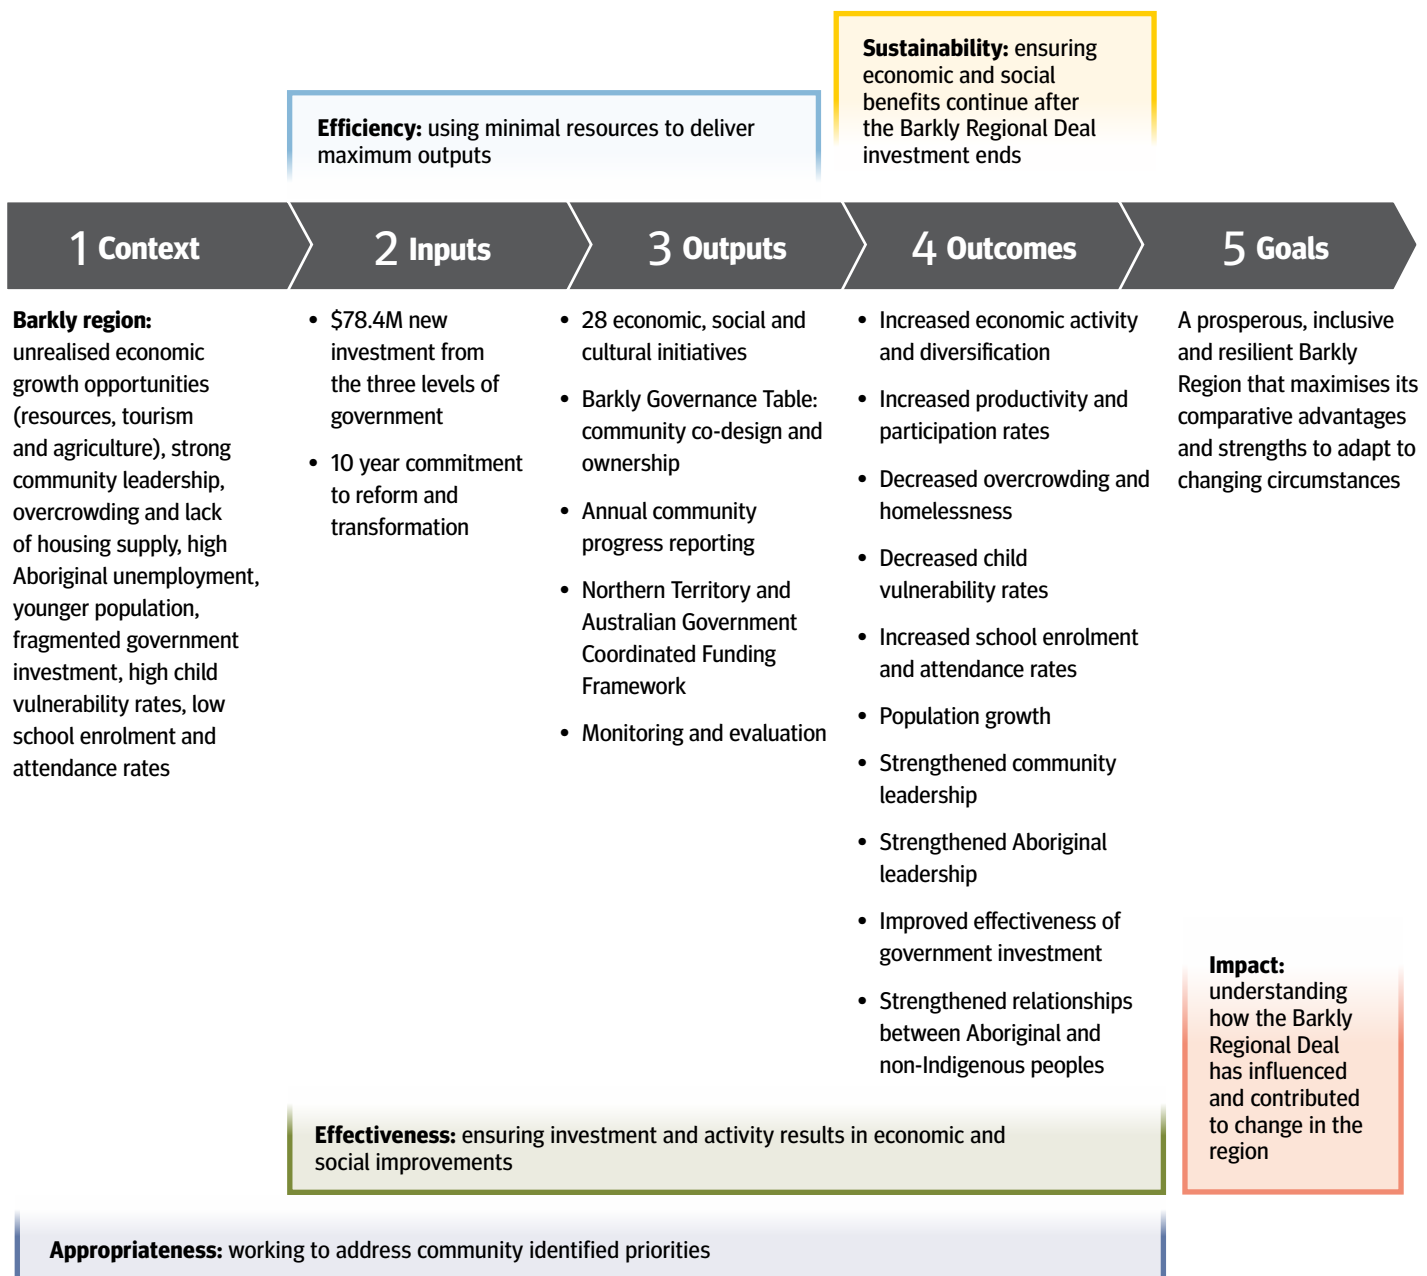 Sustainability: ensuring
economic and social
benefits continue after
the Barkly Regional Deal
investment ends
Efficiency: using minimal resources to deliver
maximum outputs
1 Context
2 Inputs
3 Outputs
4 Outcomes
5 Goals
Barkly region:
unrealised economic
growth opportunities
(resources, tourism
and agriculture), strong
community leadership,
overcrowding and lack
of housing supply, high
Aboriginal unemployment,
younger population,
fragmented government
investment, high child
vulnerability rates, low
school enrolment and
attendance rates
• $78.4M new
investment from
the three levels of
government
• 10 year commitment
to reform and
transformation
• 28 economic, social and
cultural initiatives
• Barkly Governance Table:
community co-design and
ownership
• Annual community
progress reporting
• Northern Territory and
Australian Government
Coordinated Funding
Framework
• Monitoring and evaluation
• Increased economic activity
and diversification
• Increased productivity and
participation rates
• Decreased overcrowding and
homelessness
• Decreased child
vulnerability rates
• Increased school enrolment
and attendance rates
• Population growth
• Strengthened community
leadership
• Strengthened Aboriginal
leadership
• Improved effectiveness of
government investment
• Strengthened relationships
between Aboriginal and
non-Indigenous peoples
A prosperous, inclusive
and resilient Barkly
Region that maximises its
comparative advantages
and strengths to adapt to
changing circumstances
Impact:
understanding
how the Barkly
Regional Deal
has influenced
and contributed
to change in the
region
Effectiveness: ensuring investment and activity results in economic and
social improvements
Appropriateness: working to address community identified priorities